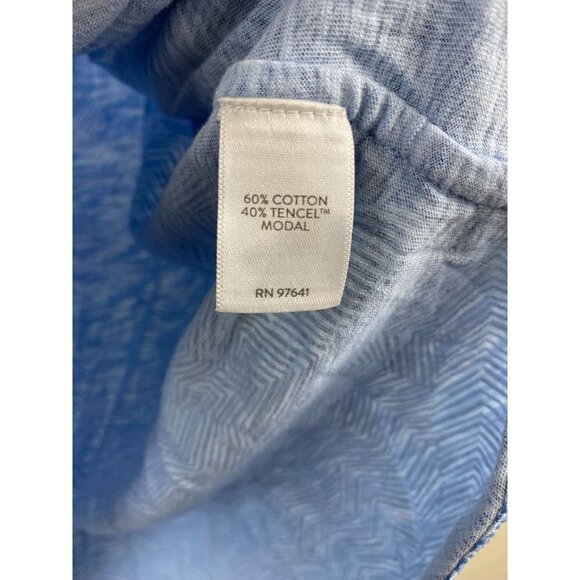 60% COTTON
40% TENCEL™
MODAL
RN 97641